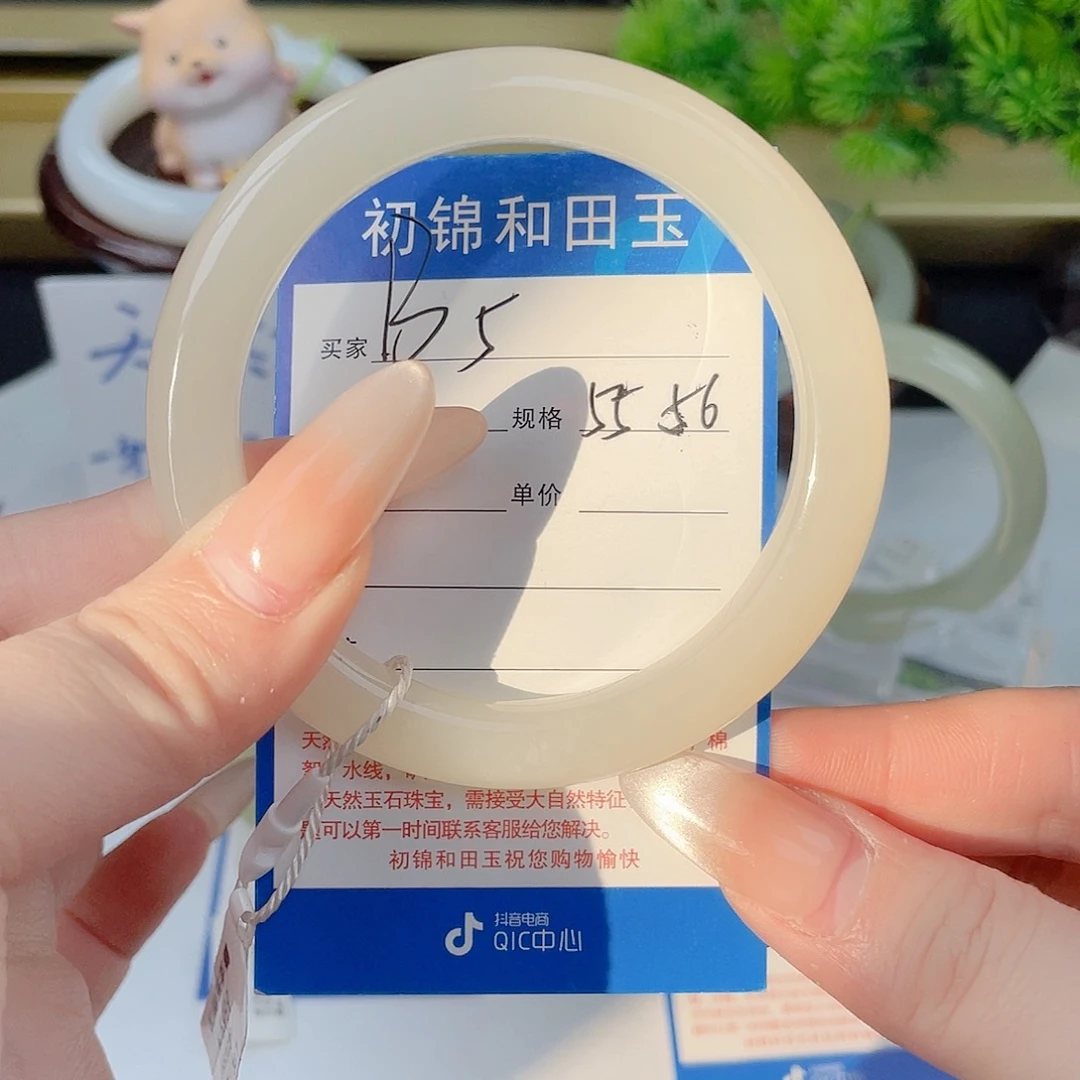 初锦和田玉
买家 B5
规格 55 56
单价
天然
棉
水线，
天然玉石珠宝，需接受大自然特征
是可以第一时间联系客服给您解决。
初锦和田玉祝您购物愉快
抖音电商
QIC中心